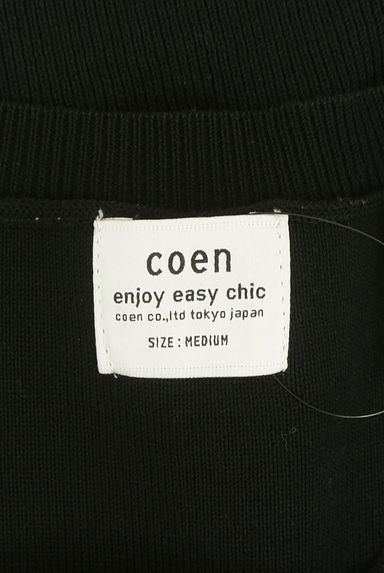 coen
enjoy easy chic
coen co.,ltd tokyo japan
SIZE : MEDIUM